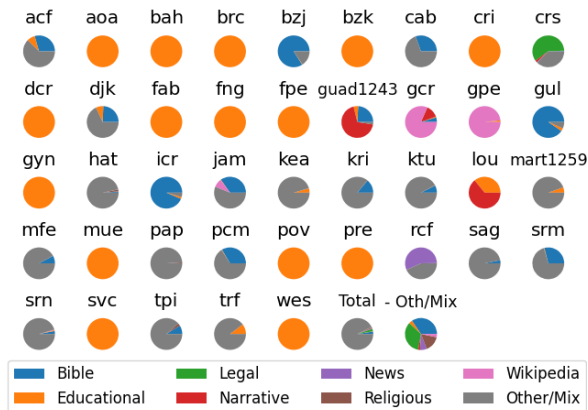 acf aoa bah brc bzj bzk cab cri crs
dcr djk fab fng fpe guad1243 gcr gpe gul
gyn hat icr jam kea kri ktu lou mart1259
mfe mue pap pcm pov pre rcf sag srm
srn svc tpi trf wes Total - Oth/Mix
Bible Legal News Wikipedia
Educational Narrative Religious Other/Mix